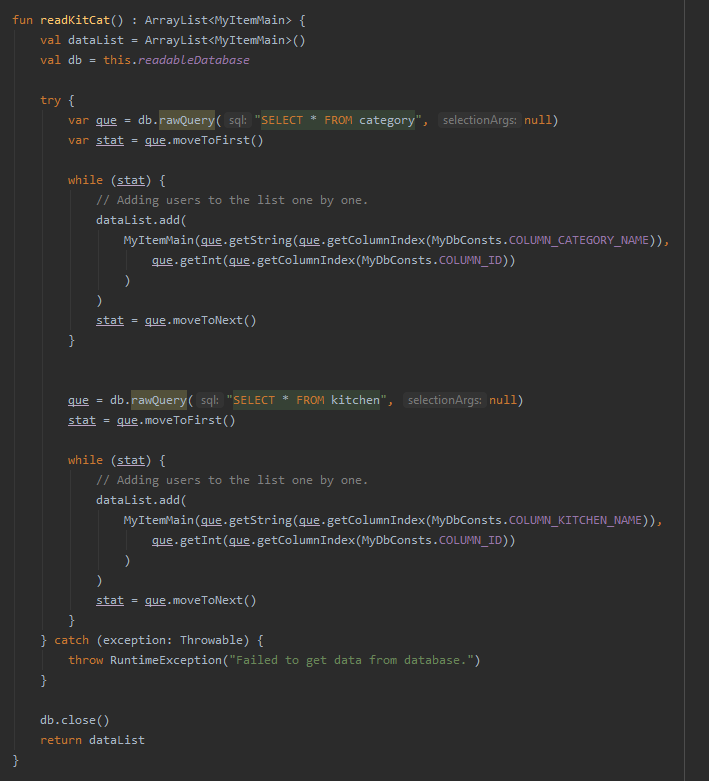 fun readKitCat() : ArrayList<MyItemMain> {
    val dataList = ArrayList<MyItemMain>()
    val db = this.readableDatabase

    try {
        var que = db.rawQuery( sql: "SELECT * FROM category", selectionArgs: null)
        var stat = que.moveToFirst()

        while (stat) {
            // Adding users to the list one by one.
            dataList.add(
                MyItemMain(que.getString(que.getColumnIndex(MyDbConsts.COLUMN_CATEGORY_NAME)),
                    que.getInt(que.getColumnIndex(MyDbConsts.COLUMN_ID))
                )
            )
            stat = que.moveToNext()
        }


        que = db.rawQuery( sql: "SELECT * FROM kitchen", selectionArgs: null)
        stat = que.moveToFirst()

        while (stat) {
            // Adding users to the list one by one.
            dataList.add(
                MyItemMain(que.getString(que.getColumnIndex(MyDbConsts.COLUMN_KITCHEN_NAME)),
                    que.getInt(que.getColumnIndex(MyDbConsts.COLUMN_ID))
                )
            )
            stat = que.moveToNext()
        }
    } catch (exception: Throwable) {
        throw RuntimeException("Failed to get data from database.")
    }

    db.close()
    return dataList
}